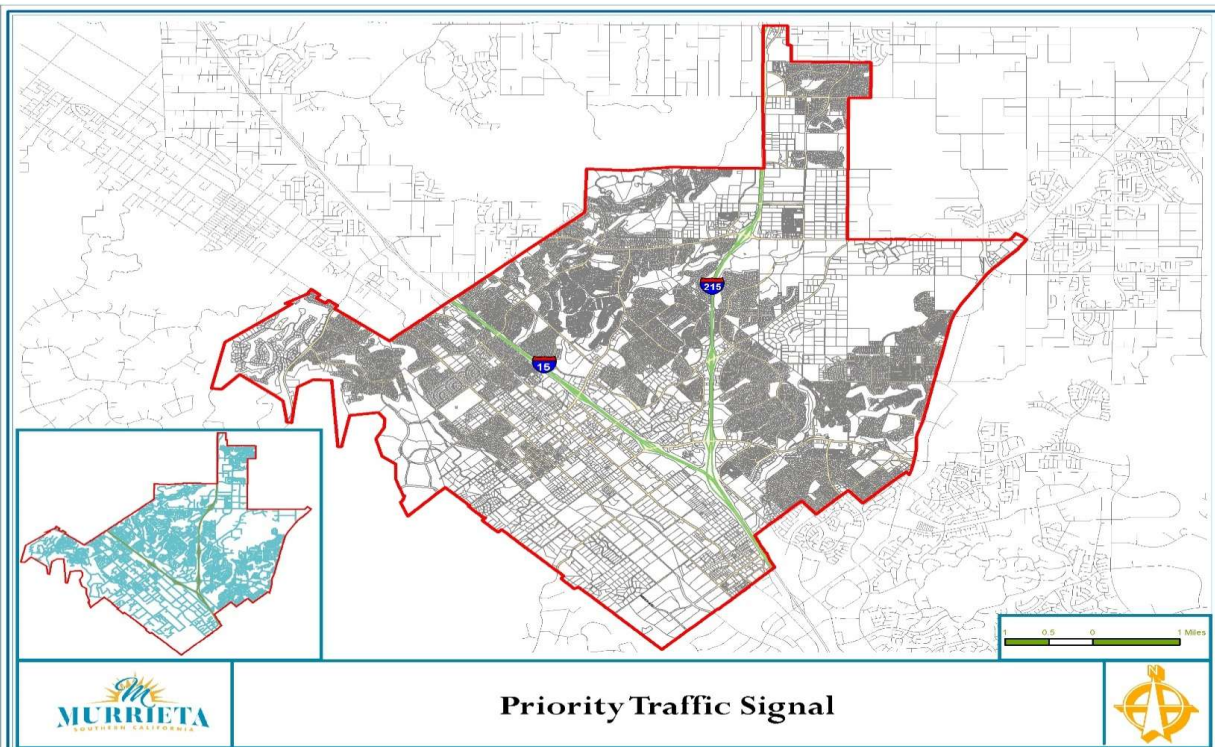 215
15
1 0.5 0 1 Miles
M
MURRIETA
SOUTHERN CALIFORNIA
Priority Traffic Signal
N